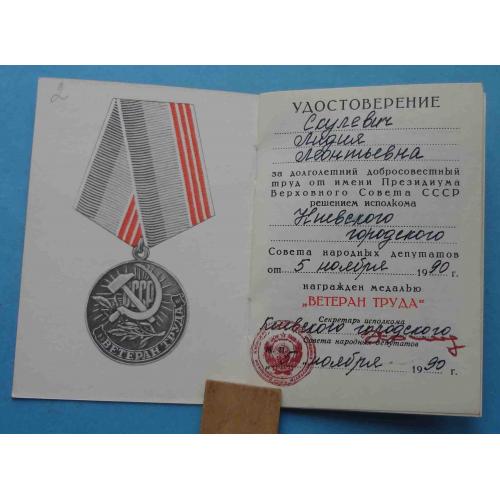 2
СССР
ВЕТЕРАН ТРУДА
УДОСТОВЕРЕНИЕ
Скулевич
Лидия
Леонтьевна
за долголетний добросовестный
труд от имени Президиума
Верховного Совета СССР
решением исполкома
Киевского
городского
Совета народных депутатов
от 5 ноября 1990 г.
награжден медалью
„ВЕТЕРАН ТРУДА“
Секретарь исполкома
Киевского городского
Совета народных депутатов
ноября 1990 г.